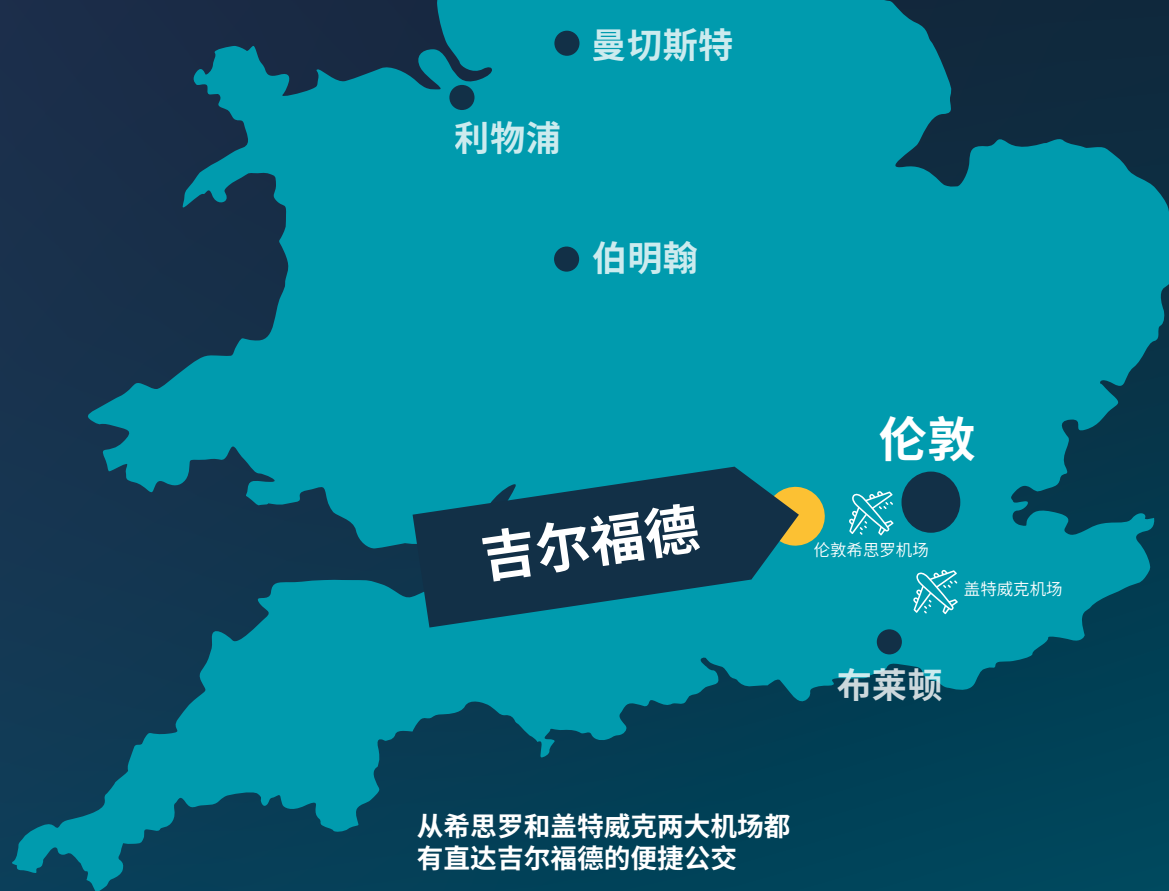 曼切斯特
利物浦
伯明翰
伦敦
吉尔福德
伦敦希思罗机场
盖特威克机场
布莱顿
从希思罗和盖特威克两大机场都
有直达吉尔福德的便捷公交